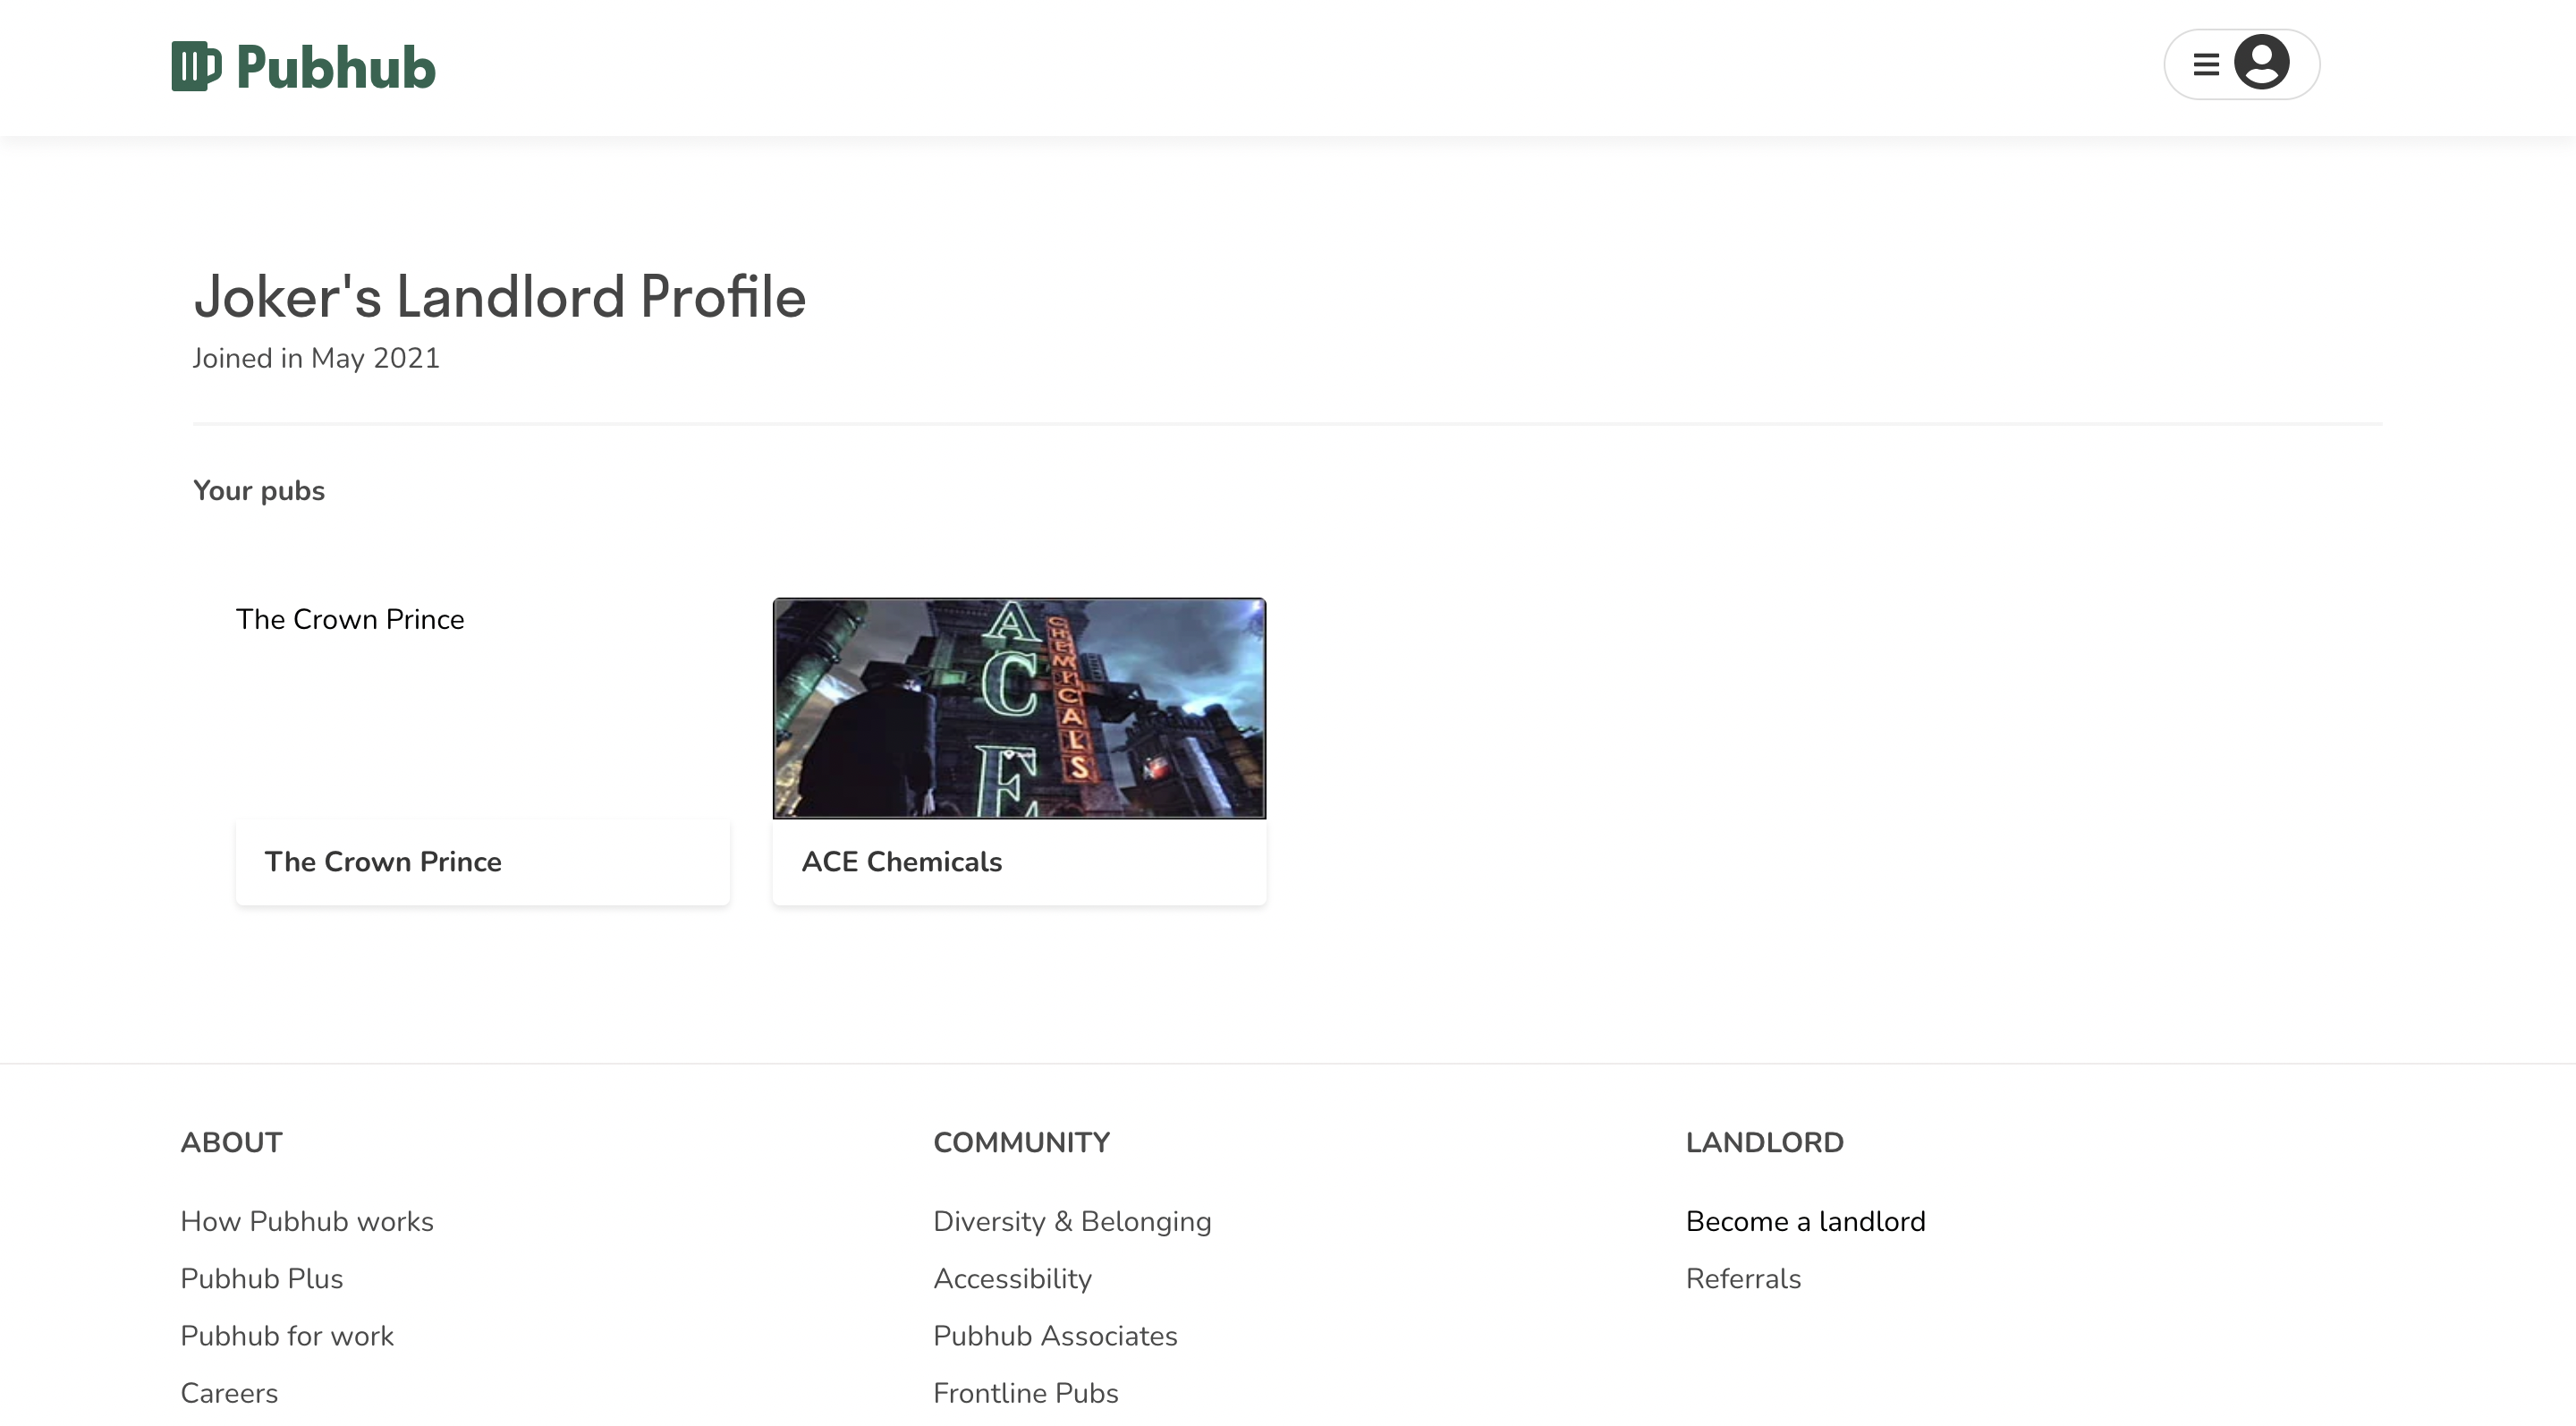 Pubhub
Joker's Landlord Profile
Joined in May 2021
Your pubs
The Crown Prince
ACE
CHEMICALS
The Crown Prince
ACE Chemicals
ABOUT
How Pubhub works
Pubhub Plus
Pubhub for work
Careers
COMMUNITY
Diversity & Belonging
Accessibility
Pubhub Associates
Frontline Pubs
LANDLORD
Become a landlord
Referrals